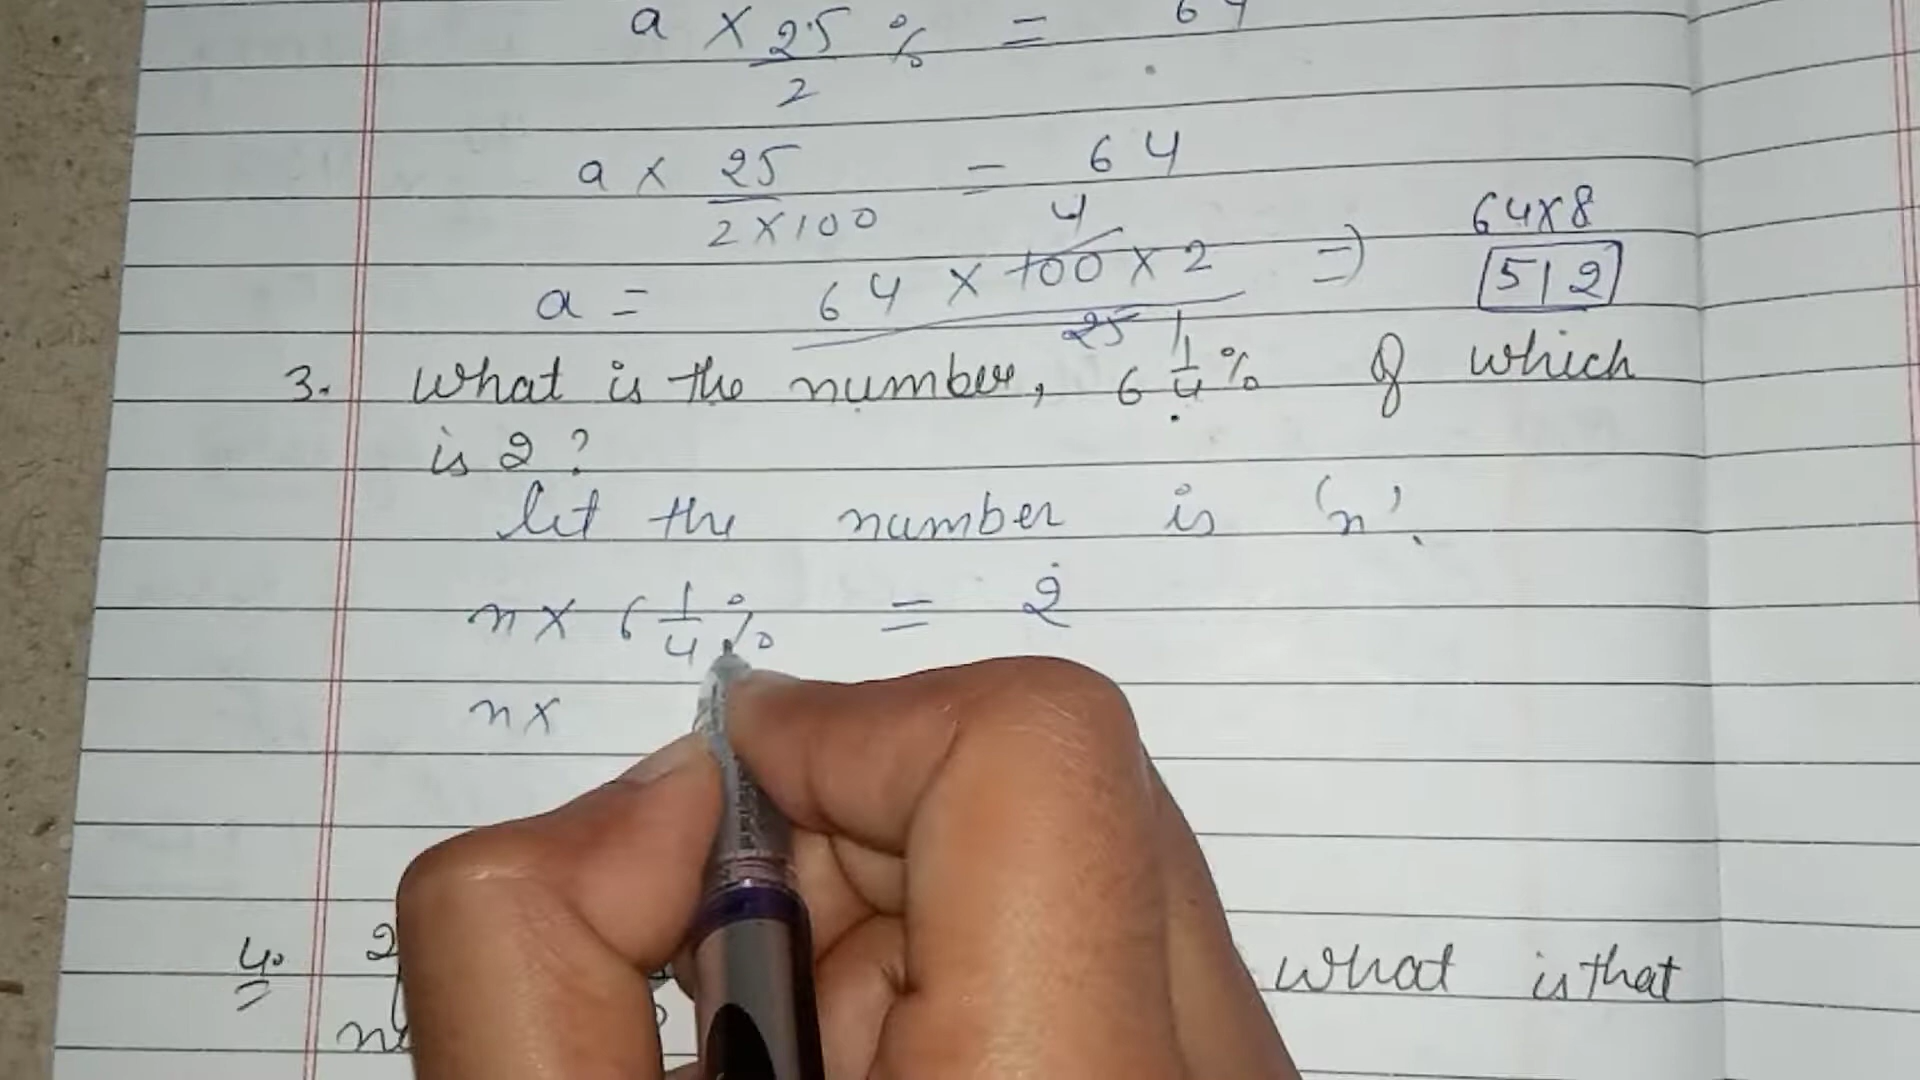 a × 25/2 % = 64
a × 25/2×100 = 64
a = 64 × 100 × 2/25 4 1 => 64×8
512
3. What is the number, 6 1/4 % of which
is 2 ?
let the number is 'n'.
n × 6 1/4 % = 2
n ×
4. 2 What is that